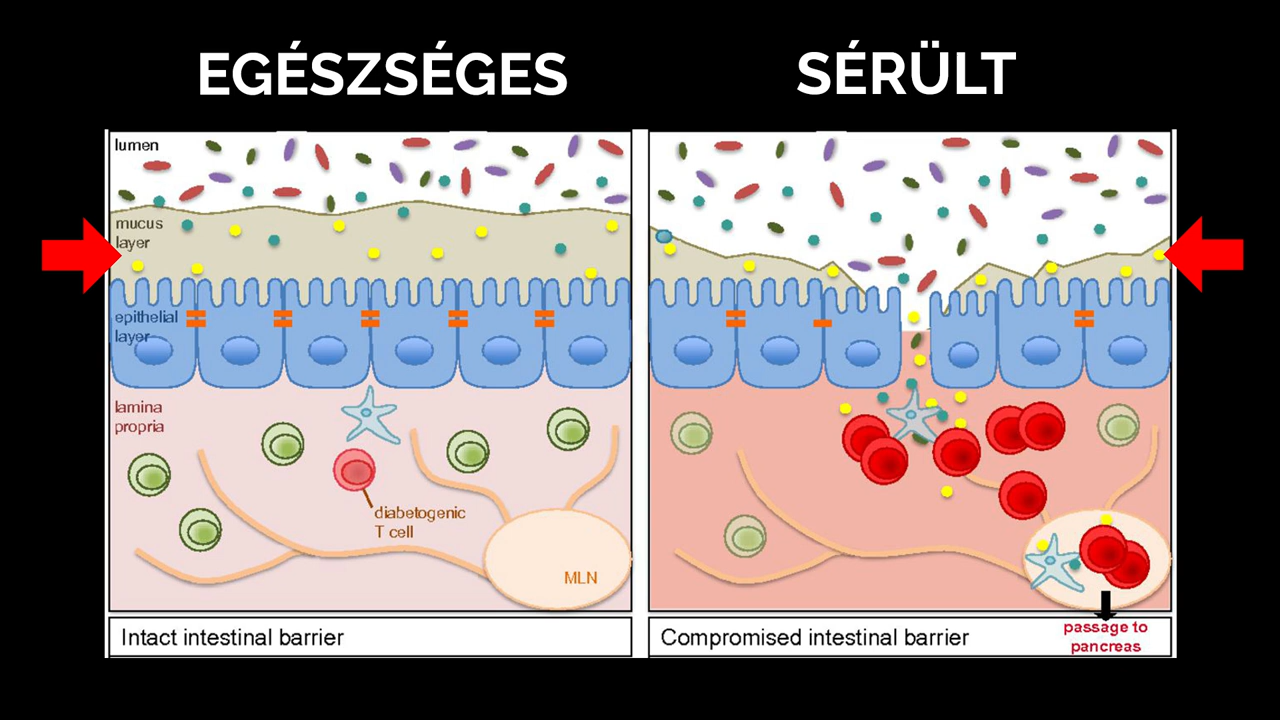 EGÉSZSÉGES
SÉRÜLT
lumen
mucus
layer
epithelial
layer
lamina
propria
diabetogenic
T cell
MLN
Intact intestinal barrier
Compromised intestinal barrier
passage to
pancreas